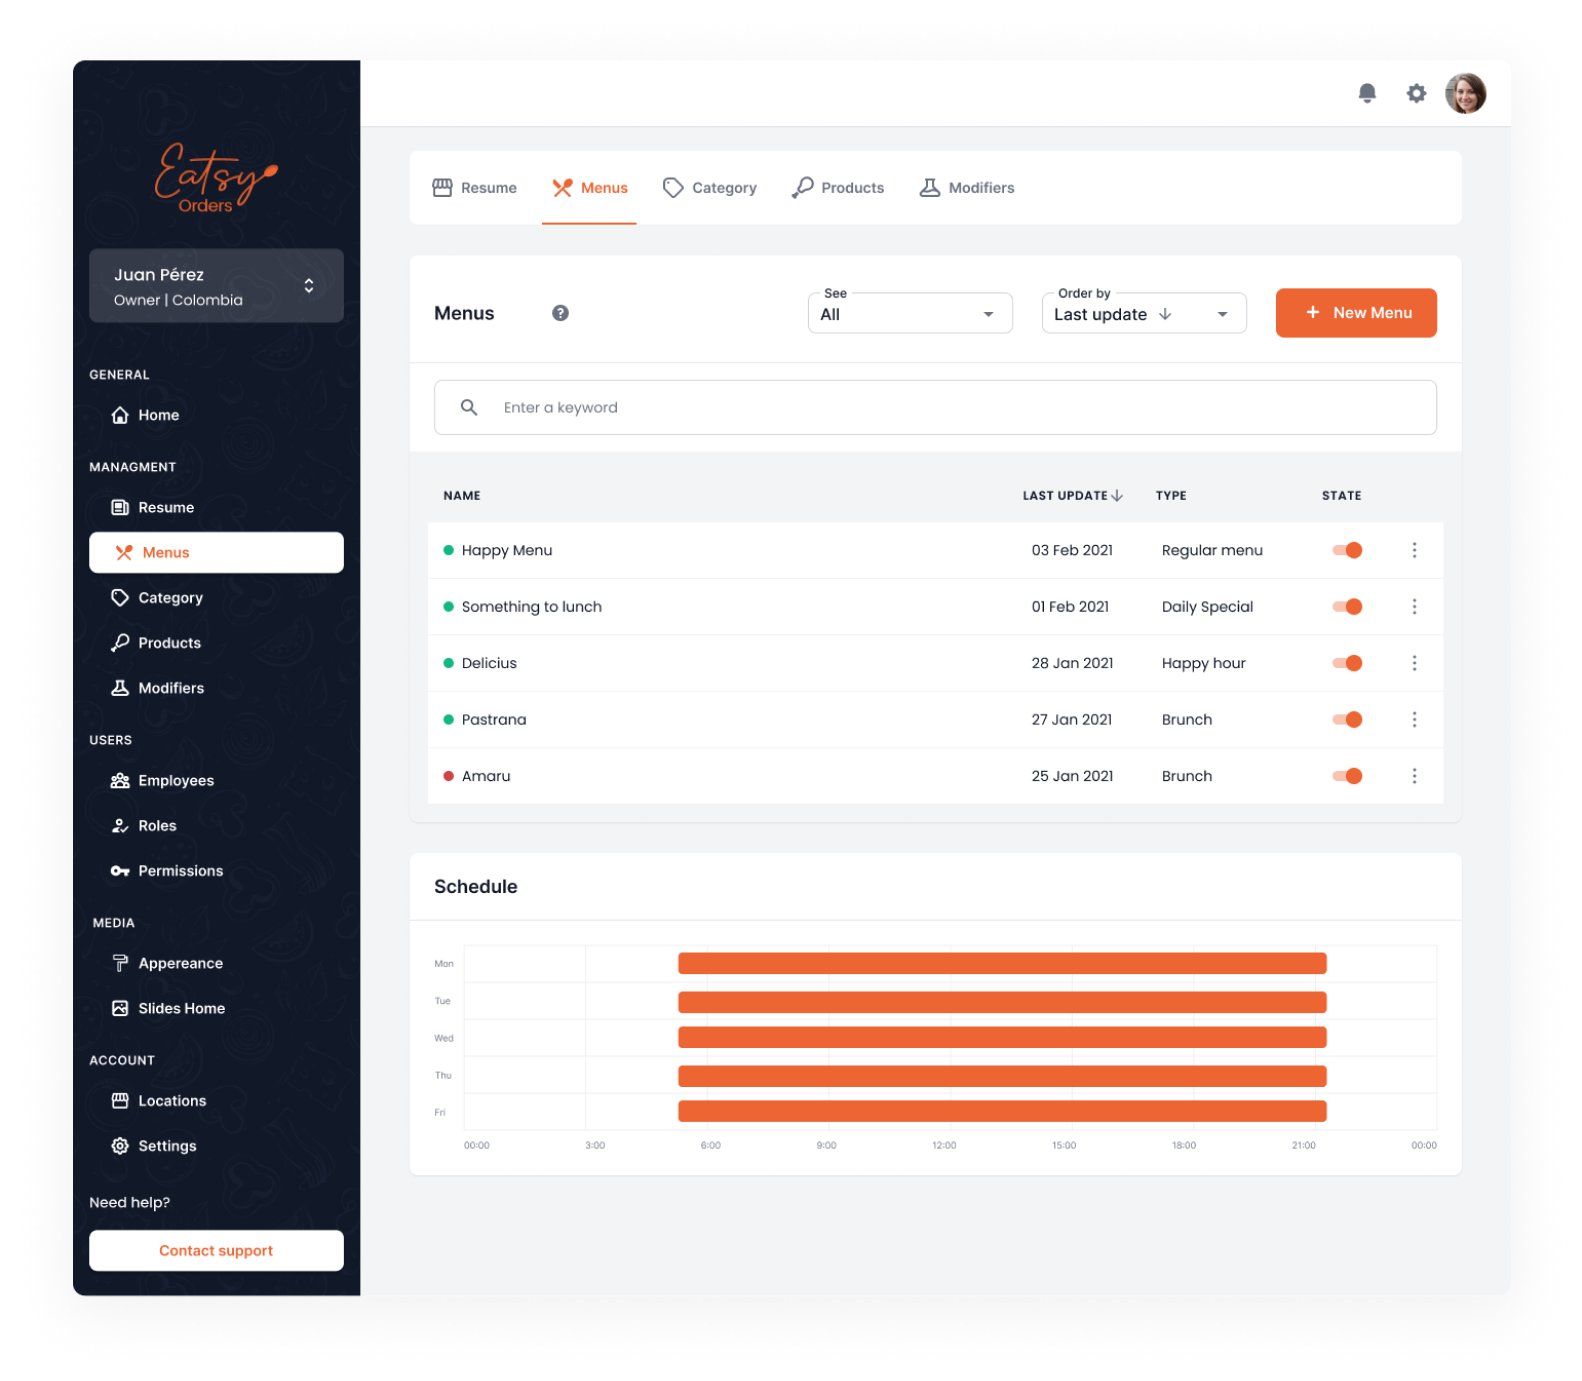 Eatsy
Orders
Juan Pérez
Owner | Colombia
GENERAL
Home
MANAGMENT
Resume
Menus
Category
Products
Modifiers
USERS
Employees
Roles
Permissions
MEDIA
Appereance
Slides Home
ACCOUNT
Locations
Settings
Need help?
Contact support
Resume Menus Category Products Modifiers
Menus ? See All Order by Last update ↓ + New Menu
Enter a keyword
NAME LAST UPDATE ↓ TYPE STATE
Happy Menu 03 Feb 2021 Regular menu
Something to lunch 01 Feb 2021 Daily Special
Delicius 28 Jan 2021 Happy hour
Pastrana 27 Jan 2021 Brunch
Amaru 25 Jan 2021 Brunch
Schedule
Mon
Tue
Wed
Thu
Fri
00:00 3:00 6:00 9:00 12:00 15:00 18:00 21:00 00:00